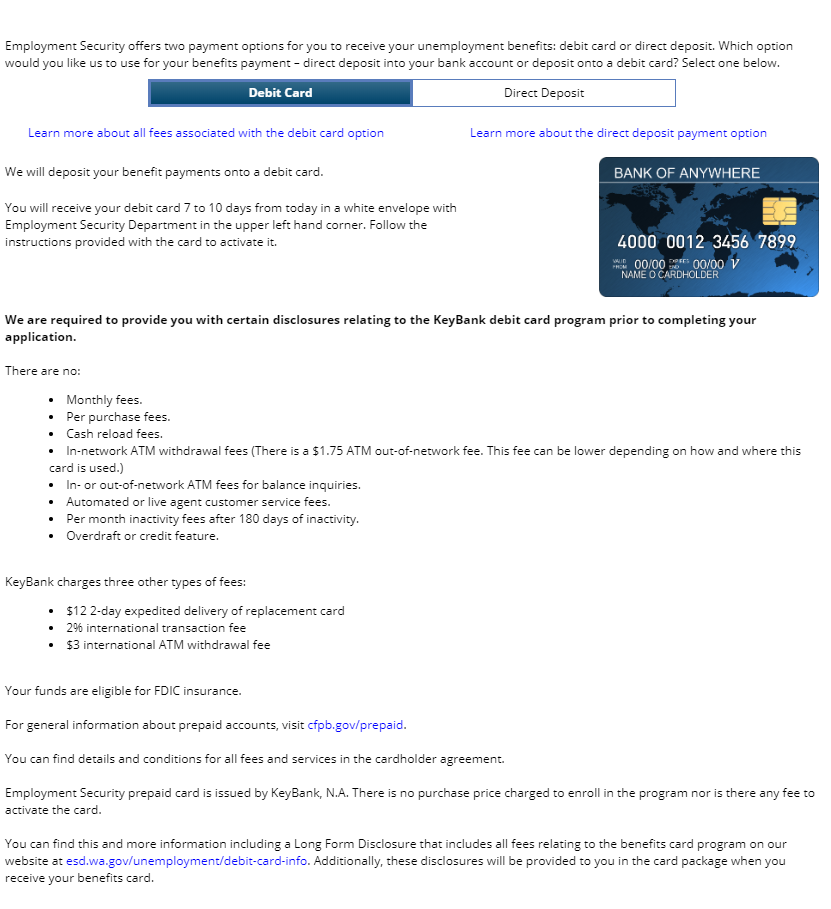 Employment Security offers two payment options for you to receive your unemployment benefits: debit card or direct deposit. Which option
would you like us to use for your benefits payment – direct deposit into your bank account or deposit onto a debit card? Select one below.
Debit Card
Direct Deposit
Learn more about all fees associated with the debit card option
Learn more about the direct deposit payment option
We will deposit your benefit payments onto a debit card.
You will receive your debit card 7 to 10 days from today in a white envelope with
Employment Security Department in the upper left hand corner. Follow the
instructions provided with the card to activate it.
BANK OF ANYWHERE
4000 0012 3456 7899
VALID FROM 00/00 EXPIRES END 00/00 V
NAME O CARDHOLDER
We are required to provide you with certain disclosures relating to the KeyBank debit card program prior to completing your
application.
There are no:
• Monthly fees.
• Per purchase fees.
• Cash reload fees.
• In-network ATM withdrawal fees (There is a $1.75 ATM out-of-network fee. This fee can be lower depending on how and where this
card is used.)
• In- or out-of-network ATM fees for balance inquiries.
• Automated or live agent customer service fees.
• Per month inactivity fees after 180 days of inactivity.
• Overdraft or credit feature.
KeyBank charges three other types of fees:
• $12 2-day expedited delivery of replacement card
• 2% international transaction fee
• $3 international ATM withdrawal fee
Your funds are eligible for FDIC insurance.
For general information about prepaid accounts, visit cfpb.gov/prepaid.
You can find details and conditions for all fees and services in the cardholder agreement.
Employment Security prepaid card is issued by KeyBank, N.A. There is no purchase price charged to enroll in the program nor is there any fee to
activate the card.
You can find this and more information including a Long Form Disclosure that includes all fees relating to the benefits card program on our
website at esd.wa.gov/unemployment/debit-card-info. Additionally, these disclosures will be provided to you in the card package when you
receive your benefits card.